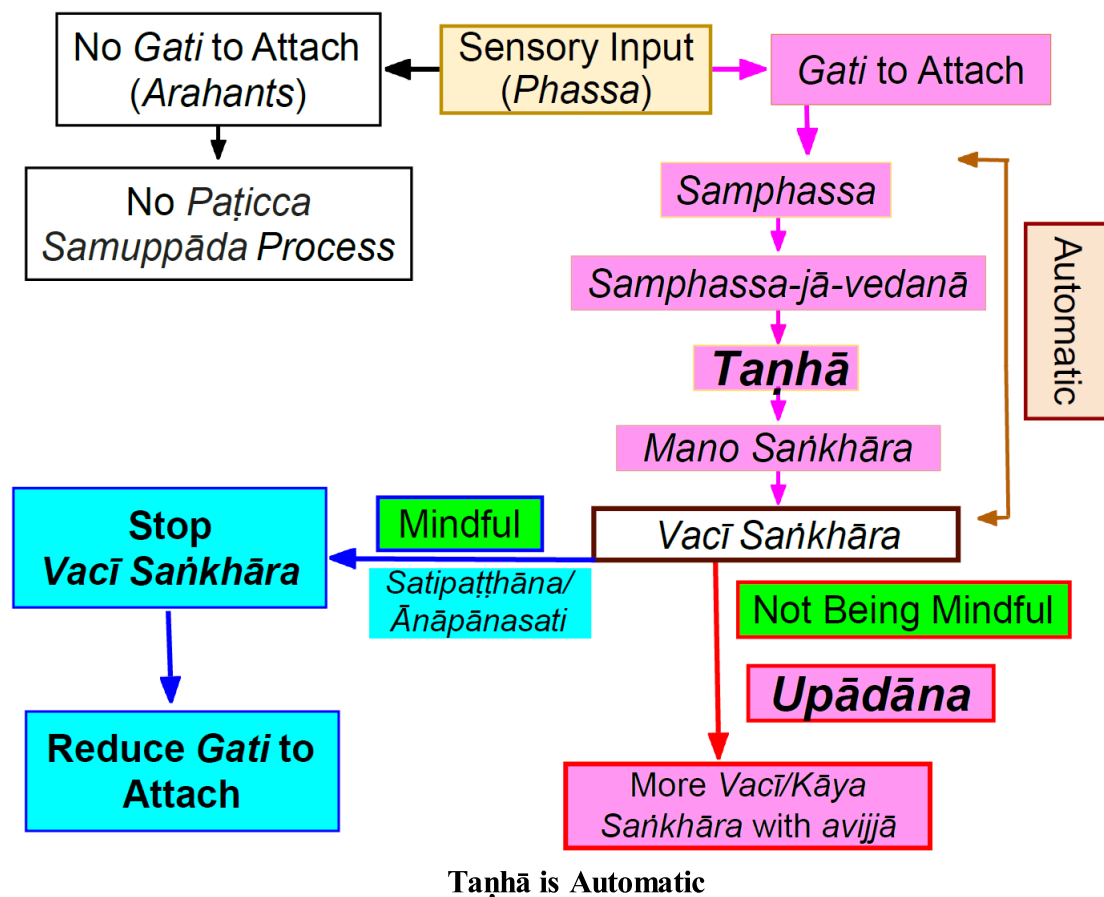 No Gati to Attach
(Arahants)
Sensory Input
(Phassa)
Gati to Attach
No Paṭicca
Samuppāda Process
Samphassa
Samphassa-jā-vedanā
Taṇhā
Mano Saṅkhāra
Automatic
Vacī Saṅkhāra
Mindful
Satipaṭṭhāna/
Ānāpānasati
Stop
Vacī Saṅkhāra
Reduce Gati to
Attach
Not Being Mindful
Upādāna
More Vacī/Kāya
Saṅkhāra with avijjā
Taṇhā is Automatic